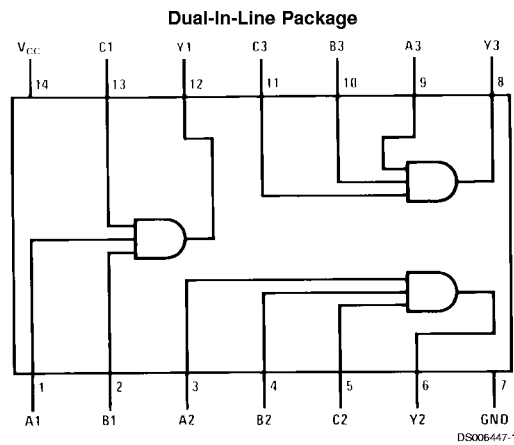 Dual-In-Line Package
VCC C1 Y1 C3 B3 A3 Y3
14 13 12 11 10 9 8
1 2 3 4 5 6 7
A1 B1 A2 B2 C2 Y2 GND
DS006447-1